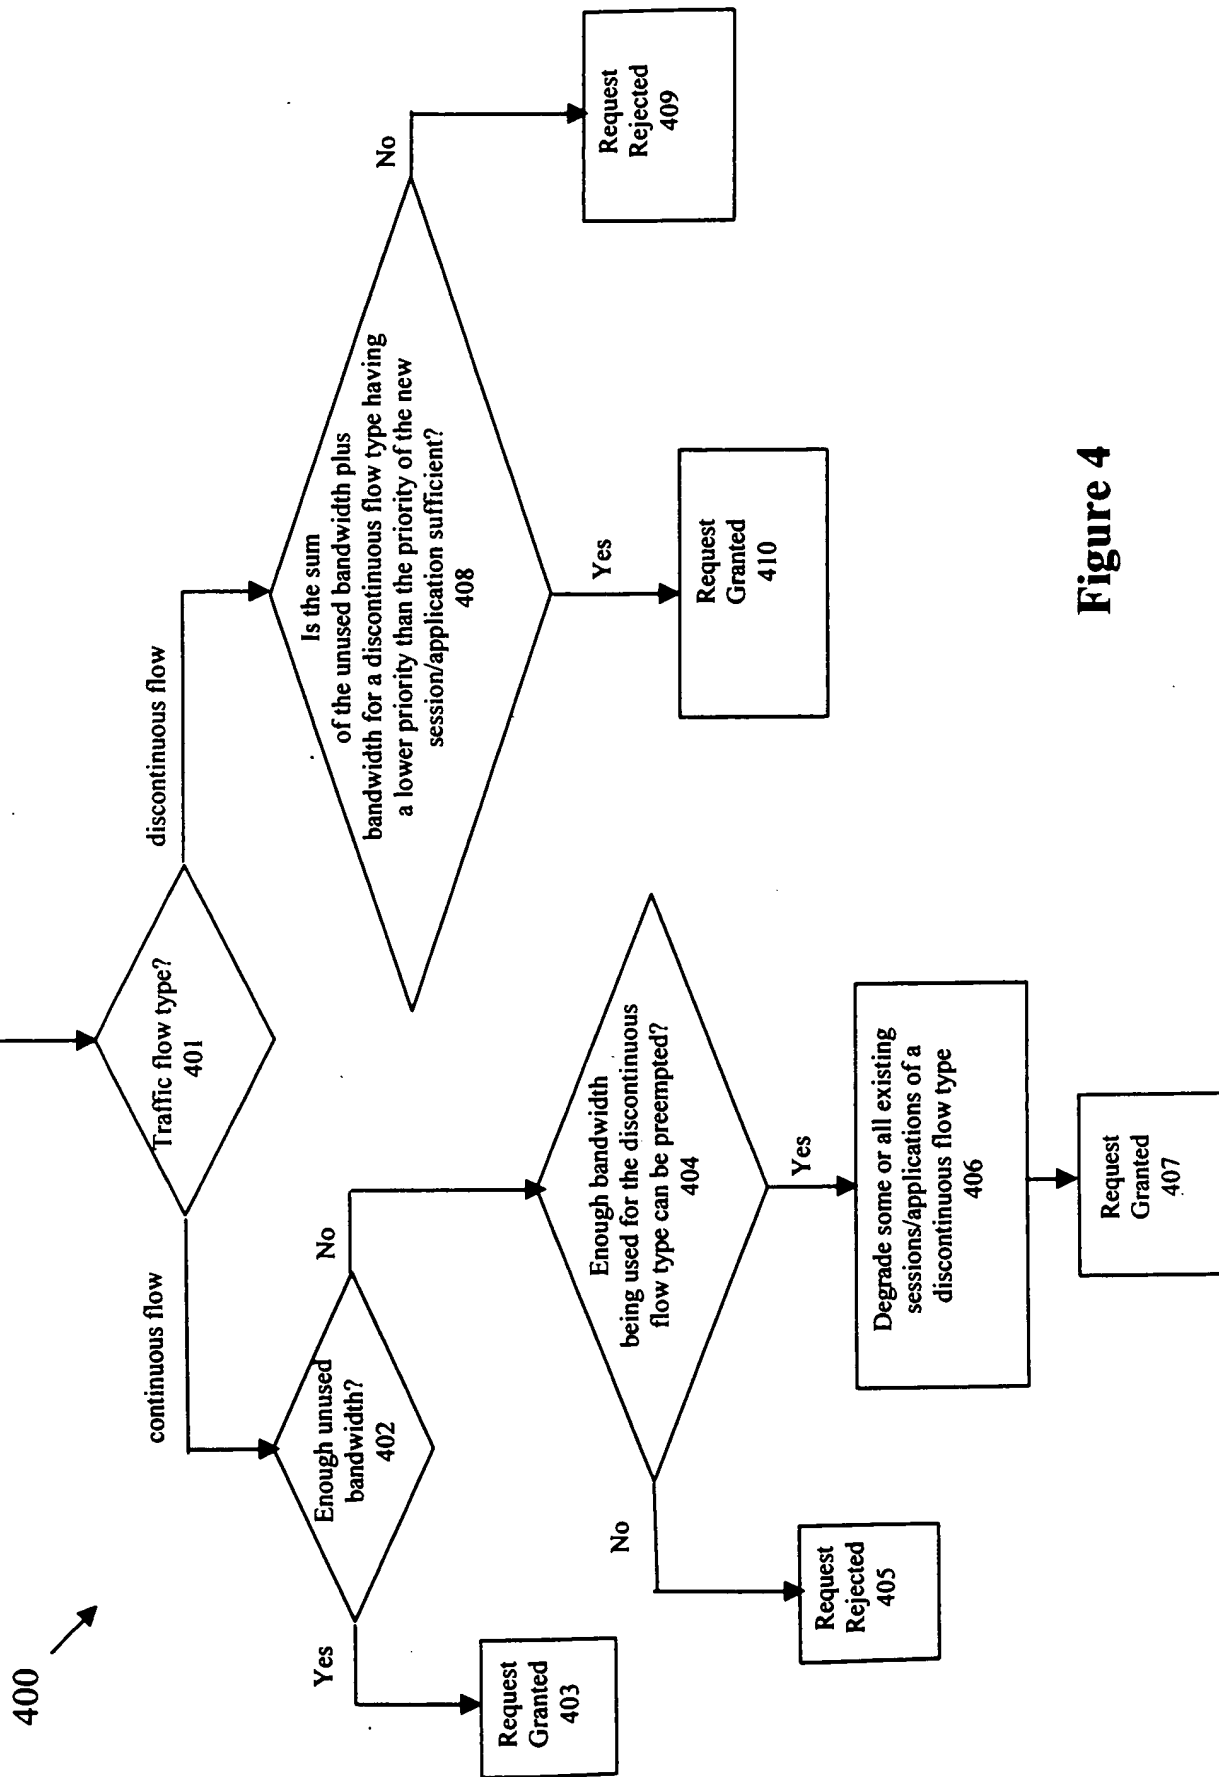 400
Traffic flow type?
401
continuous flow
discontinuous flow
Enough unused
bandwidth?
402
Yes
No
Request
Granted
403
Enough bandwidth
being used for the discontinuous
flow type can be preempted?
404
No
Yes
Request
Rejected
405
Degrade some or all existing
sessions/applications of a
discontinuous flow type
406
Request
Granted
407
Is the sum
of the unused bandwidth plus
bandwidth for a discontinuous flow type having
a lower priority than the priority of the new
session/application sufficient?
408
No
Yes
Request
Rejected
409
Request
Granted
410
Figure 4